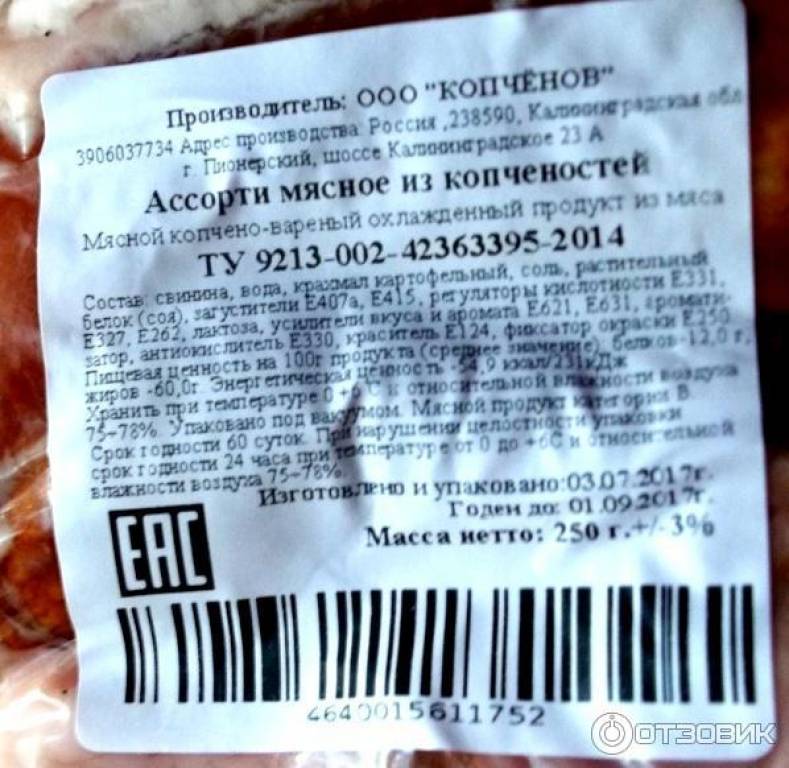 Производитель: ООО "КОПЧЁНОВ"
3906037734 Адрес производства: Россия ,238590, Калининградская обл
г. Пионерский, шоссе Калининградское 23 А
Ассорти мясное из копченостей
Мясной копчено-вареный охлажденный продукт из мяса
ТУ 9213-002-42363395-2014
Состав: свинина, вода, крахмал картофельный, соль, растительный
белок (соя), загустители Е407а, Е415, регуляторы кислотности Е331,
Е327, Е262, лактоза, усилители вкуса и аромата Е621, Е631, аромати-
затор, антиокислитель Е330, краситель Е124, фиксатор окраски Е250
Пищевая ценность на 100г продукта (среднее значение), белков -12,0 г,
жиров -60,0г. Энергетическая ценность -54,9 ккал/231кДж
Хранить при температуре 0 +6 С и относительной влажности воздуха
75-78%. Упаковано под вакуумом. Мясной продукт категории В.
Срок годности 60 суток. При нарушении целостности упаковки
срок годности 24 часа при температуре от 0 до +6С и относительной
влажности воздуха 75-78%.
Изготовлено и упаковано:03.07.2017г.
Годен до: 01.09.2017г.
Масса нетто: 250 г.+/- 3%
EAC
4640015611752
ОТЗОВИК